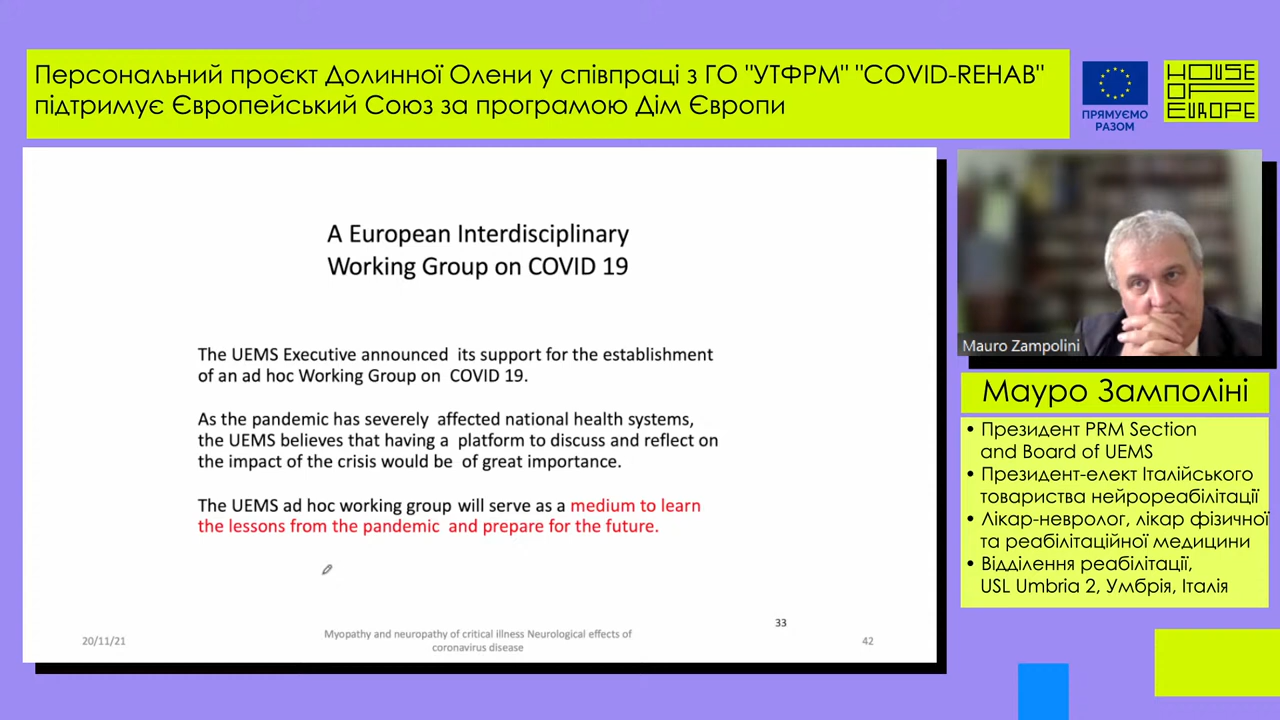 Персональний проєкт Долинної Олени у співпраці з ГО "УТФРМ" "COVID-REHAB"
підтримує Європейський Союз за програмою Дім Європи
ПРЯМУЄМО
РАЗОМ
HOUSE
OF
EUROPE
A European Interdisciplinary
Working Group on COVID 19
The UEMS Executive announced its support for the establishment
of an ad hoc Working Group on COVID 19.
As the pandemic has severely affected national health systems,
the UEMS believes that having a platform to discuss and reflect on
the impact of the crisis would be of great importance.
The UEMS ad hoc working group will serve as a medium to learn
the lessons from the pandemic and prepare for the future.
20/11/21
Myopathy and neuropathy of critical illness Neurological effects of
coronavirus disease
33
42
Mauro Zampolini
Мауро Замполіні
• Президент PRM Section
and Board of UEMS
• Президент-елект Італійського
товариства нейрореабілітації
• Лікар-невролог, лікар фізичної
та реабілітаційної медицини
• Відділення реабілітації,
USL Umbria 2, Умбрія, Італія